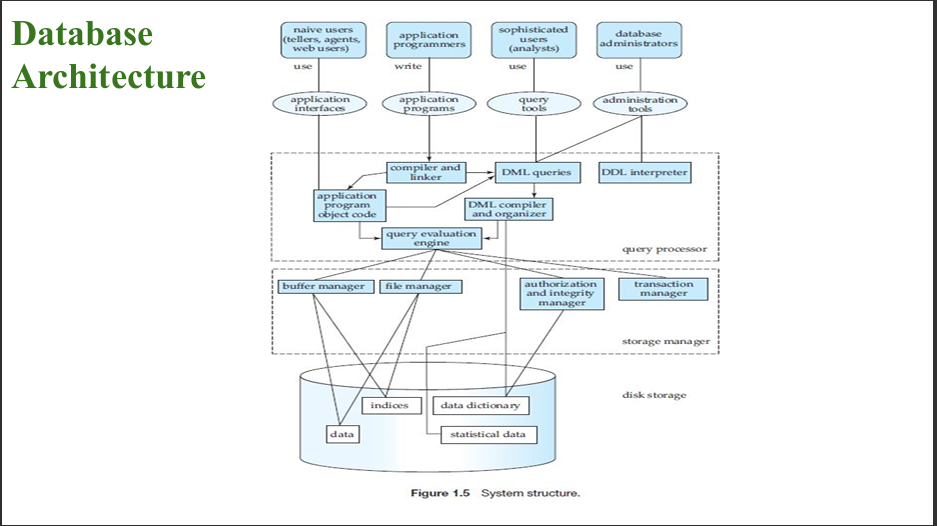 Database
Architecture
naive users
(tellers, agents,
web users)
application
programmers
sophisticated
users
(analysts)
database
administrators
use
write
use
use
application
interfaces
application
programs
query
tools
administration
tools
compiler and
linker
DML queries
DDL interpreter
application
program
object code
DML compiler
and organizer
query evaluation
engine
query processor
buffer manager
file manager
authorization
and integrity
manager
transaction
manager
storage manager
disk storage
indices
data dictionary
data
statistical data
Figure 1.5 System structure.